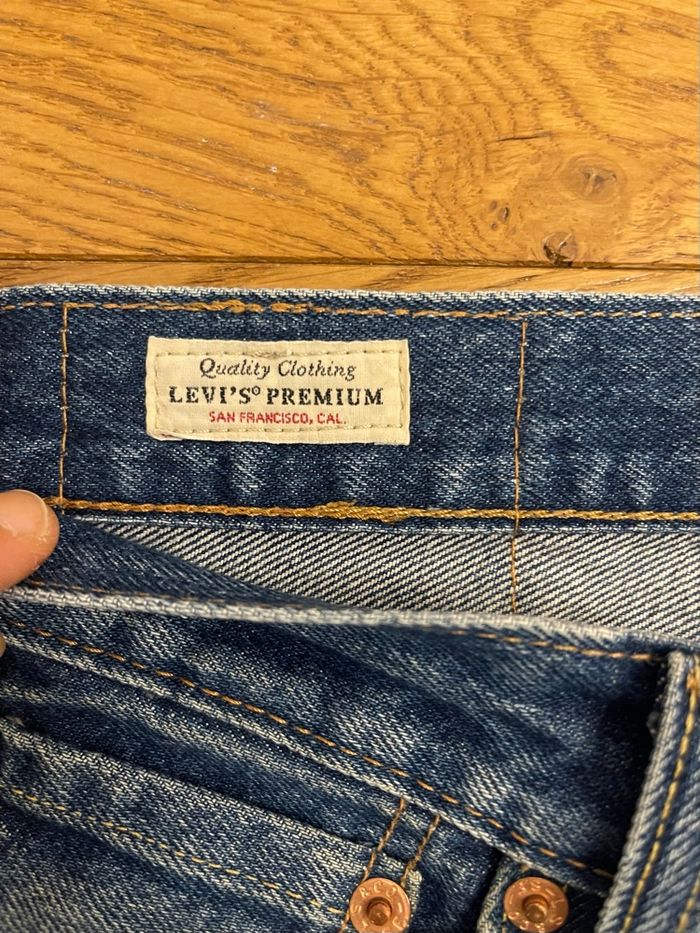 Quality Clothing
LEVI'S® PREMIUM
SAN FRANCISCO, CAL.